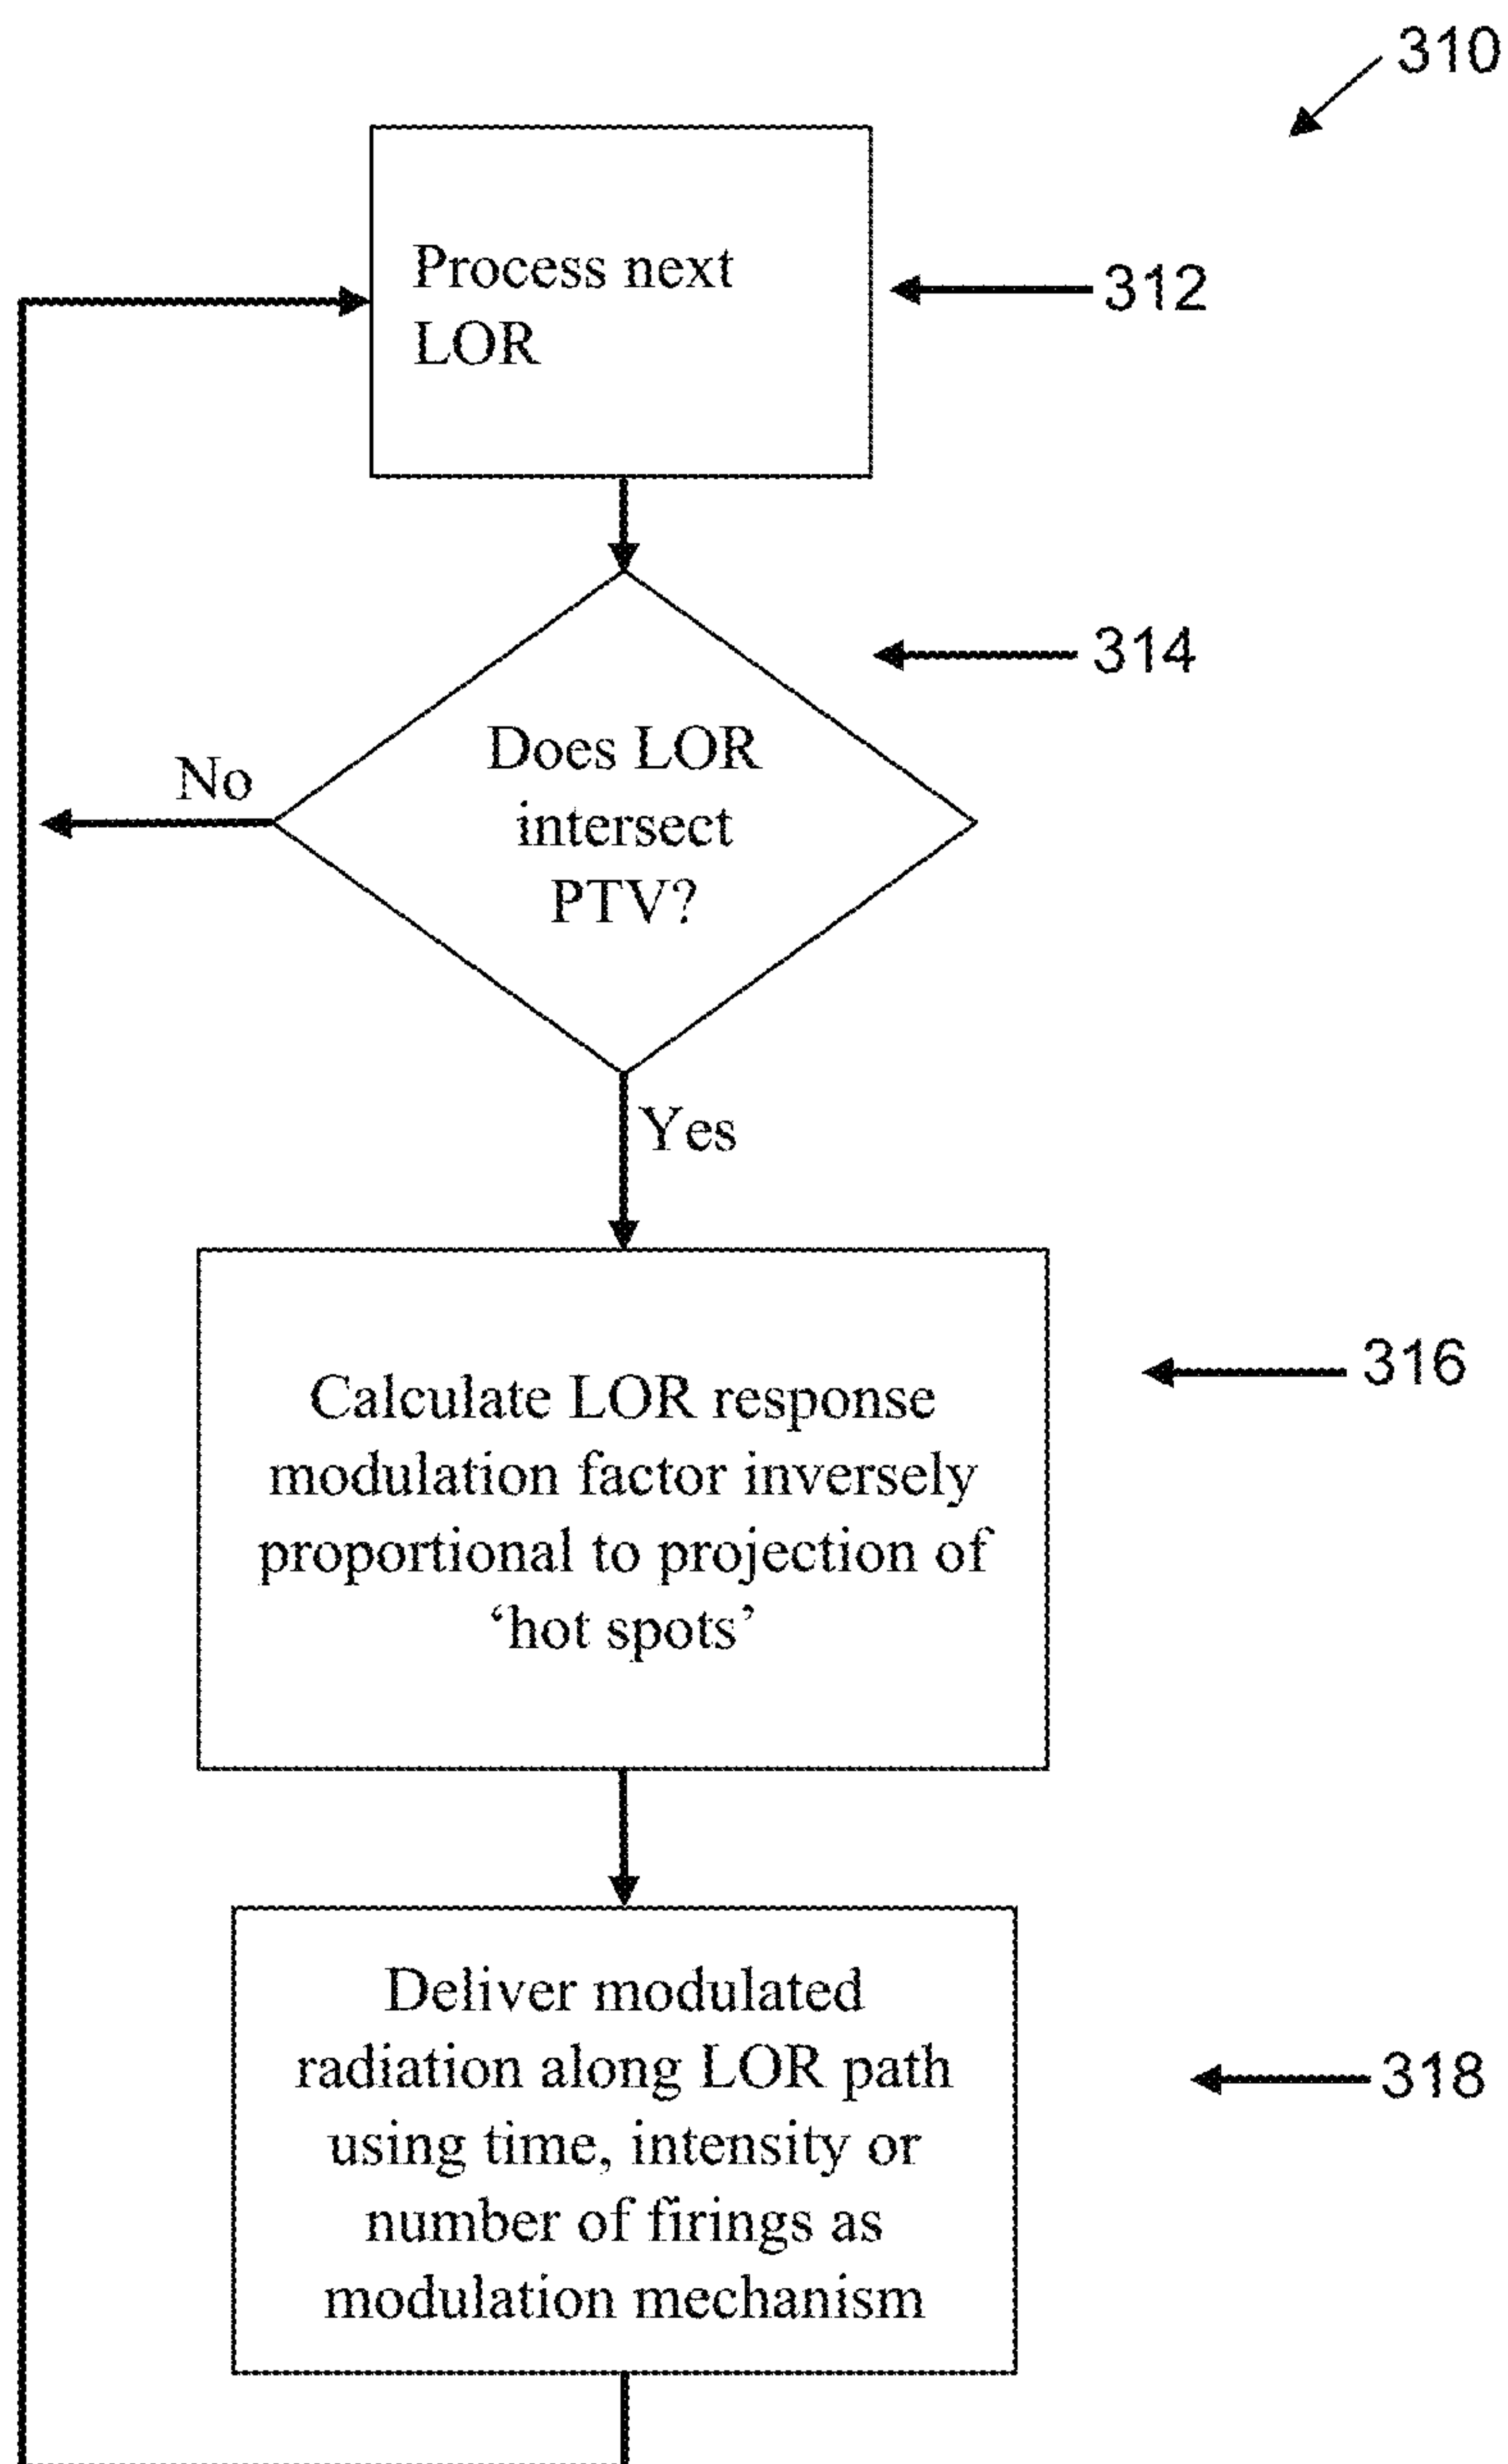 310
Process next
LOR
312
314
Does LOR
intersect
PTV?
No
Yes
Calculate LOR response
modulation factor inversely
proportional to projection of
‘hot spots’
316
Deliver modulated
radiation along LOR path
using time, intensity or
number of firings as
modulation mechanism
318